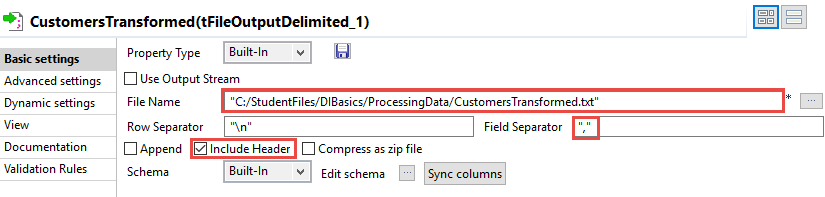 CustomersTransformed(tFileOutputDelimited_1)
Basic settings
Advanced settings
Dynamic settings
View
Documentation
Validation Rules
Property Type Built-In
Use Output Stream
File Name "C:/StudentFiles/DIBasics/ProcessingData/CustomersTransformed.txt" * ...
Row Separator "\n" Field Separator ","
Append Include Header Compress as zip file
Schema Built-In Edit schema ... Sync columns